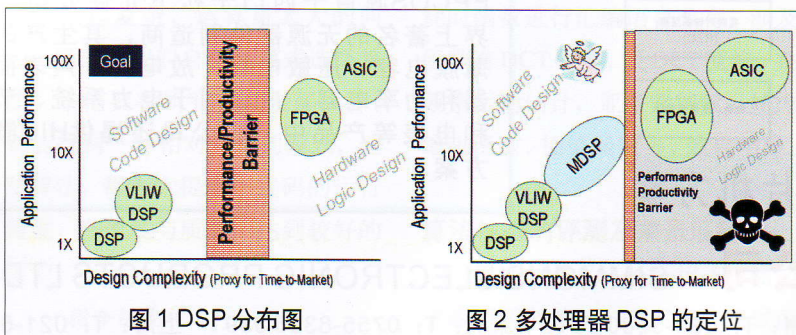 Application Performance
100X
10X
1X
Goal
Software
Code Design
DSP
VLIW
DSP
Performance/Productivity
Barrier
FPGA
ASIC
Hardware
Logic Design
Design Complexity (Proxy for Time-to-Market)
图 1 DSP 分布图
Application Performance
100X
10X
1X
Software
Code Design
DSP
VLIW
DSP
MDSP
Performance
Productivity
Barrier
FPGA
ASIC
Hardware
Logic Design
Design Complexity (Proxy for Time-to-Market)
图 2 多处理器 DSP 的定位